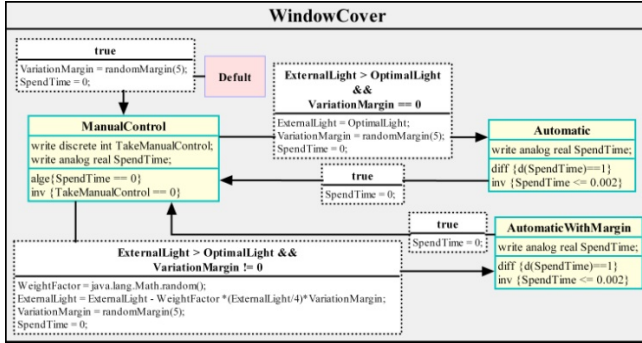 WindowCover
true
VariationMargin = randomMargin(5);
SpendTime = 0;
Defult
ExternalLight > OptimalLight
&&
VariationMargin == 0
ExternalLight = OptimalLight;
VariationMargin = randomMargin(5);
SpendTime = 0;
ManualControl
write discrete int TakeManualControl;
write analog real SpendTime;
alge{SpendTime == 0}
inv {TakeManualControl == 0}
Automatic
write analog real SpendTime;
diff {d(SpendTime)==1}
inv {SpendTime <= 0.002}
true
SpendTime = 0;
true
SpendTime = 0;
AutomaticWithMargin
write analog real SpendTime;
diff {d(SpendTime)==1}
inv {SpendTime <= 0.002}
ExternalLight > OptimalLight &&
VariationMargin != 0
WeightFactor = java.lang.Math.random();
ExternalLight = ExternalLight - WeightFactor *(ExternalLight/4)*VariationMargin;
VariationMargin = randomMargin(5);
SpendTime = 0;